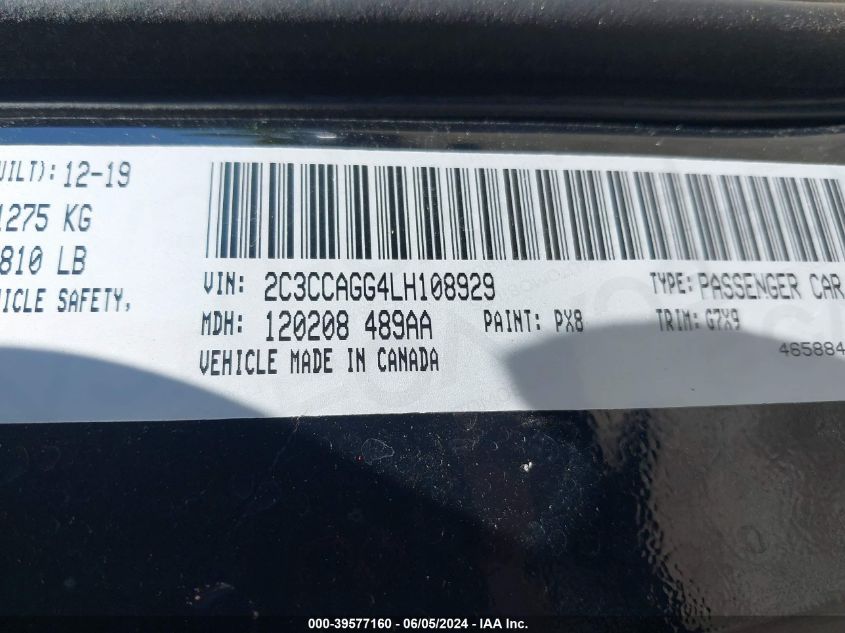 UILT): 12-19
1275 KG
810 LB
HICLE SAFETY,
VIN: 2C3CCAGG4LH108929
TYPE: PASSENGER CAR
MDH: 120208 489AA
PAINT: PX8
TRIM: G7X9
VEHICLE MADE IN CANADA
465884
000-39577160 - 06/05/2024 - IAA Inc.